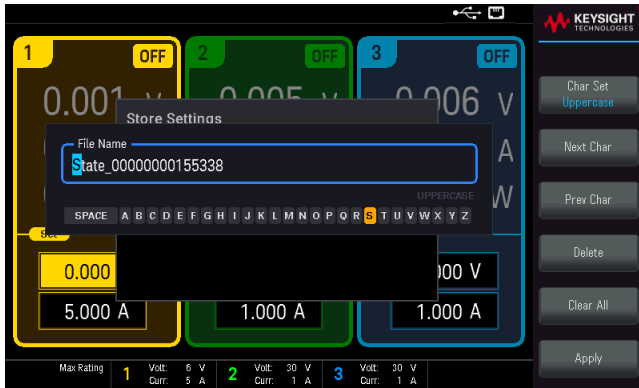 KEYSIGHT
TECHNOLOGIES
1 OFF 2 OFF 3 OFF
0.001 V 0.005 V 0.006 V
Store Settings
File Name
State_00000000155338
A
UPPERCASE
W
SPACE A B C D E F G H I J K L M N O P Q R S T U V W X Y Z
Set
0.000
V
5.000 A 1.000 A 1.000 A
Max Rating 1 Volt: 6 V 2 Volt: 30 V 3 Volt: 30 V
Curr: 5 A Curr: 1 A Curr: 1 A
Char Set
Uppercase
Next Char
Prev Char
Delete
Clear All
Apply